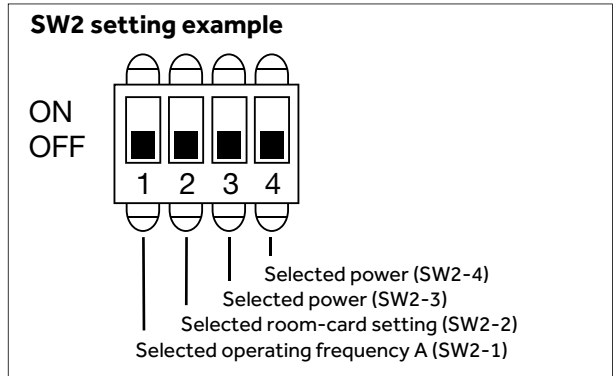 SW2 setting example
ON
OFF
1 2 3 4
Selected power (SW2-4)
Selected power (SW2-3)
Selected room-card setting (SW2-2)
Selected operating frequency A (SW2-1)